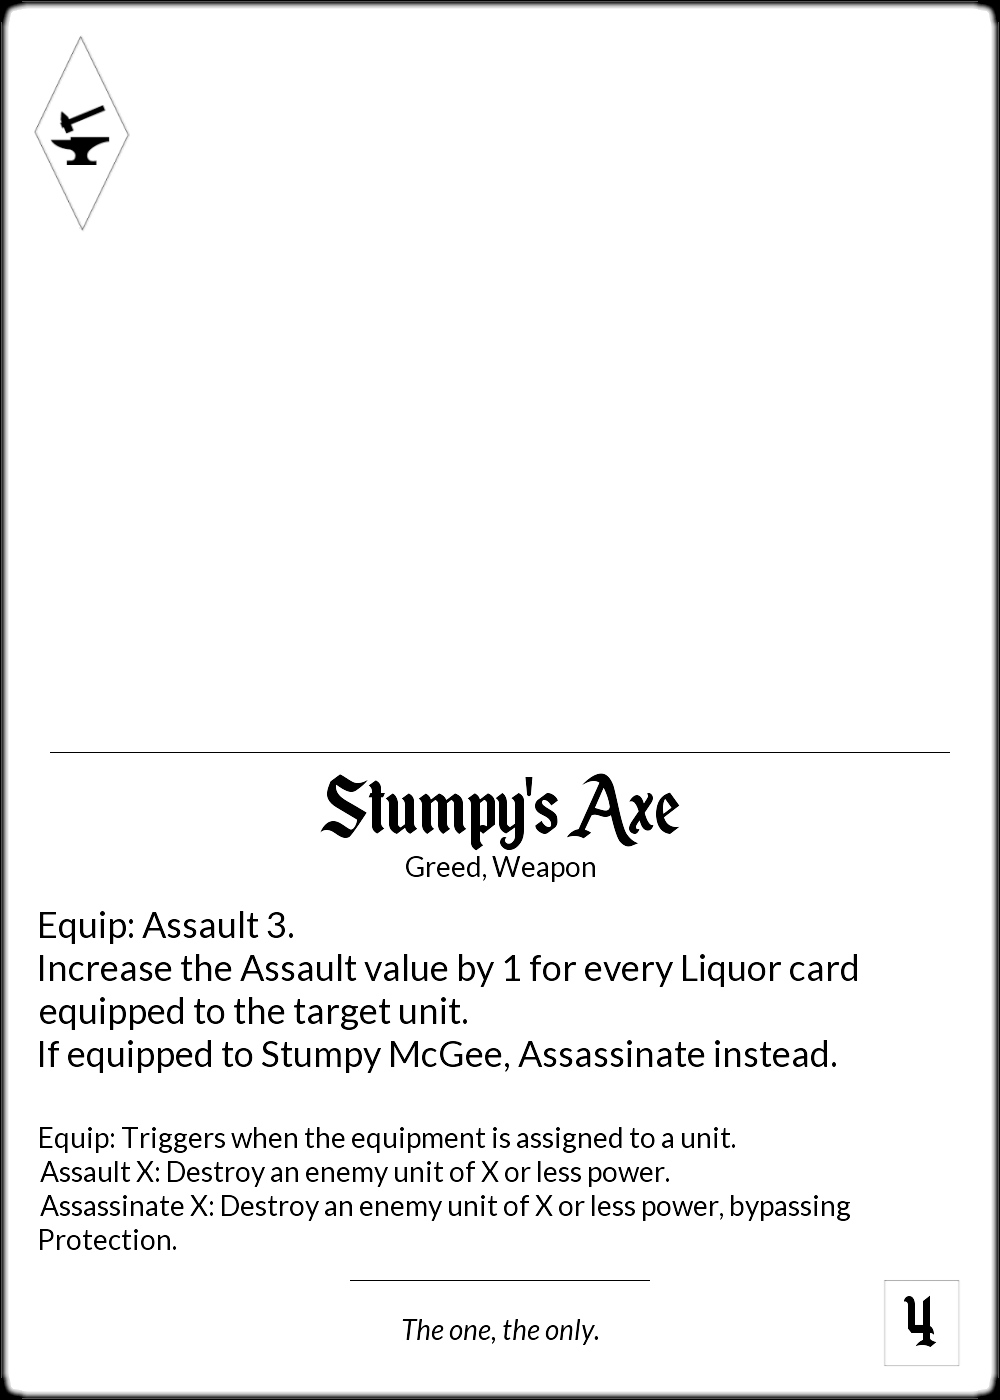 Stumpy's Axe
Greed, Weapon
Equip: Assault 3.
Increase the Assault value by 1 for every Liquor card
equipped to the target unit.
If equipped to Stumpy McGee, Assassinate instead.
Equip: Triggers when the equipment is assigned to a unit.
Assault X: Destroy an enemy unit of X or less power.
Assassinate X: Destroy an enemy unit of X or less power, bypassing
Protection.
The one, the only.
4